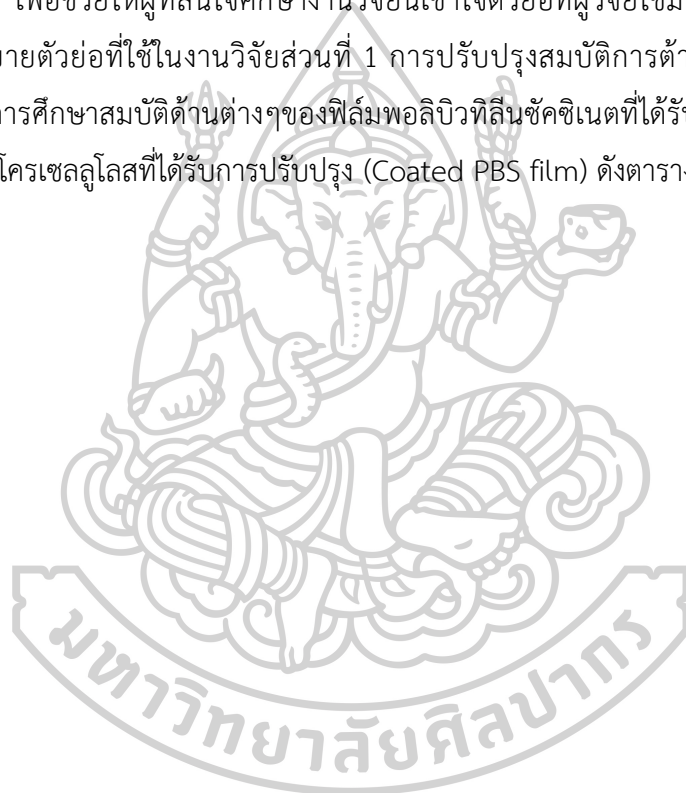 เพื่อช่วยให้ผู้ที่สนใจศึกษางานวิจัยนี้เข้าใจตัวย่อที่ผู้วิจัยใช้
ายตัวย่อที่ใช้ในงานวิจัยส่วนที่ 1 การปรับปรุงสมบัติการต้า
ารศึกษาสมบัติด้านต่างๆของฟิล์มพอลิบิวทิลีนซัคซิเนตที่ได้รั
โครเซลลูโลสที่ได้รับการปรับปรุง (Coated PBS film) ดังตาราง
มหาวิทยาลัยศิลปากร